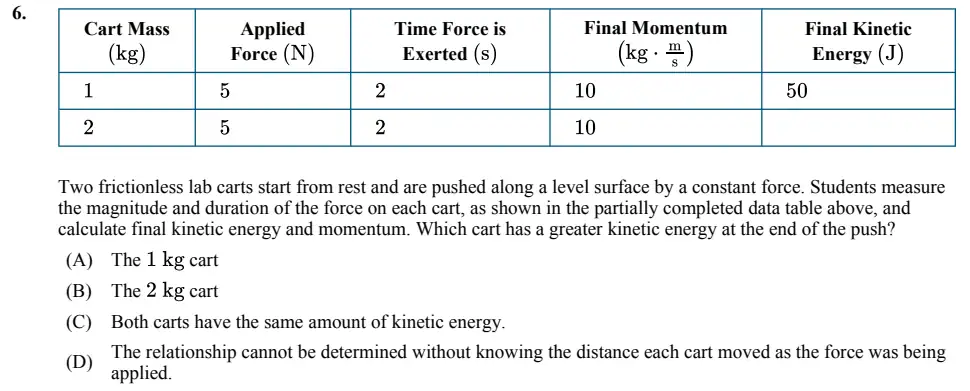 6.
Cart Mass (kg) | Applied Force (N) | Time Force is Exerted (s) | Final Momentum (kg · m/s) | Final Kinetic Energy (J)
1 | 5 | 2 | 10 | 50
2 | 5 | 2 | 10 |
Two frictionless lab carts start from rest and are pushed along a level surface by a constant force. Students measure
the magnitude and duration of the force on each cart, as shown in the partially completed data table above, and
calculate final kinetic energy and momentum. Which cart has a greater kinetic energy at the end of the push?
(A) The 1 kg cart
(B) The 2 kg cart
(C) Both carts have the same amount of kinetic energy.
(D) The relationship cannot be determined without knowing the distance each cart moved as the force was being
applied.